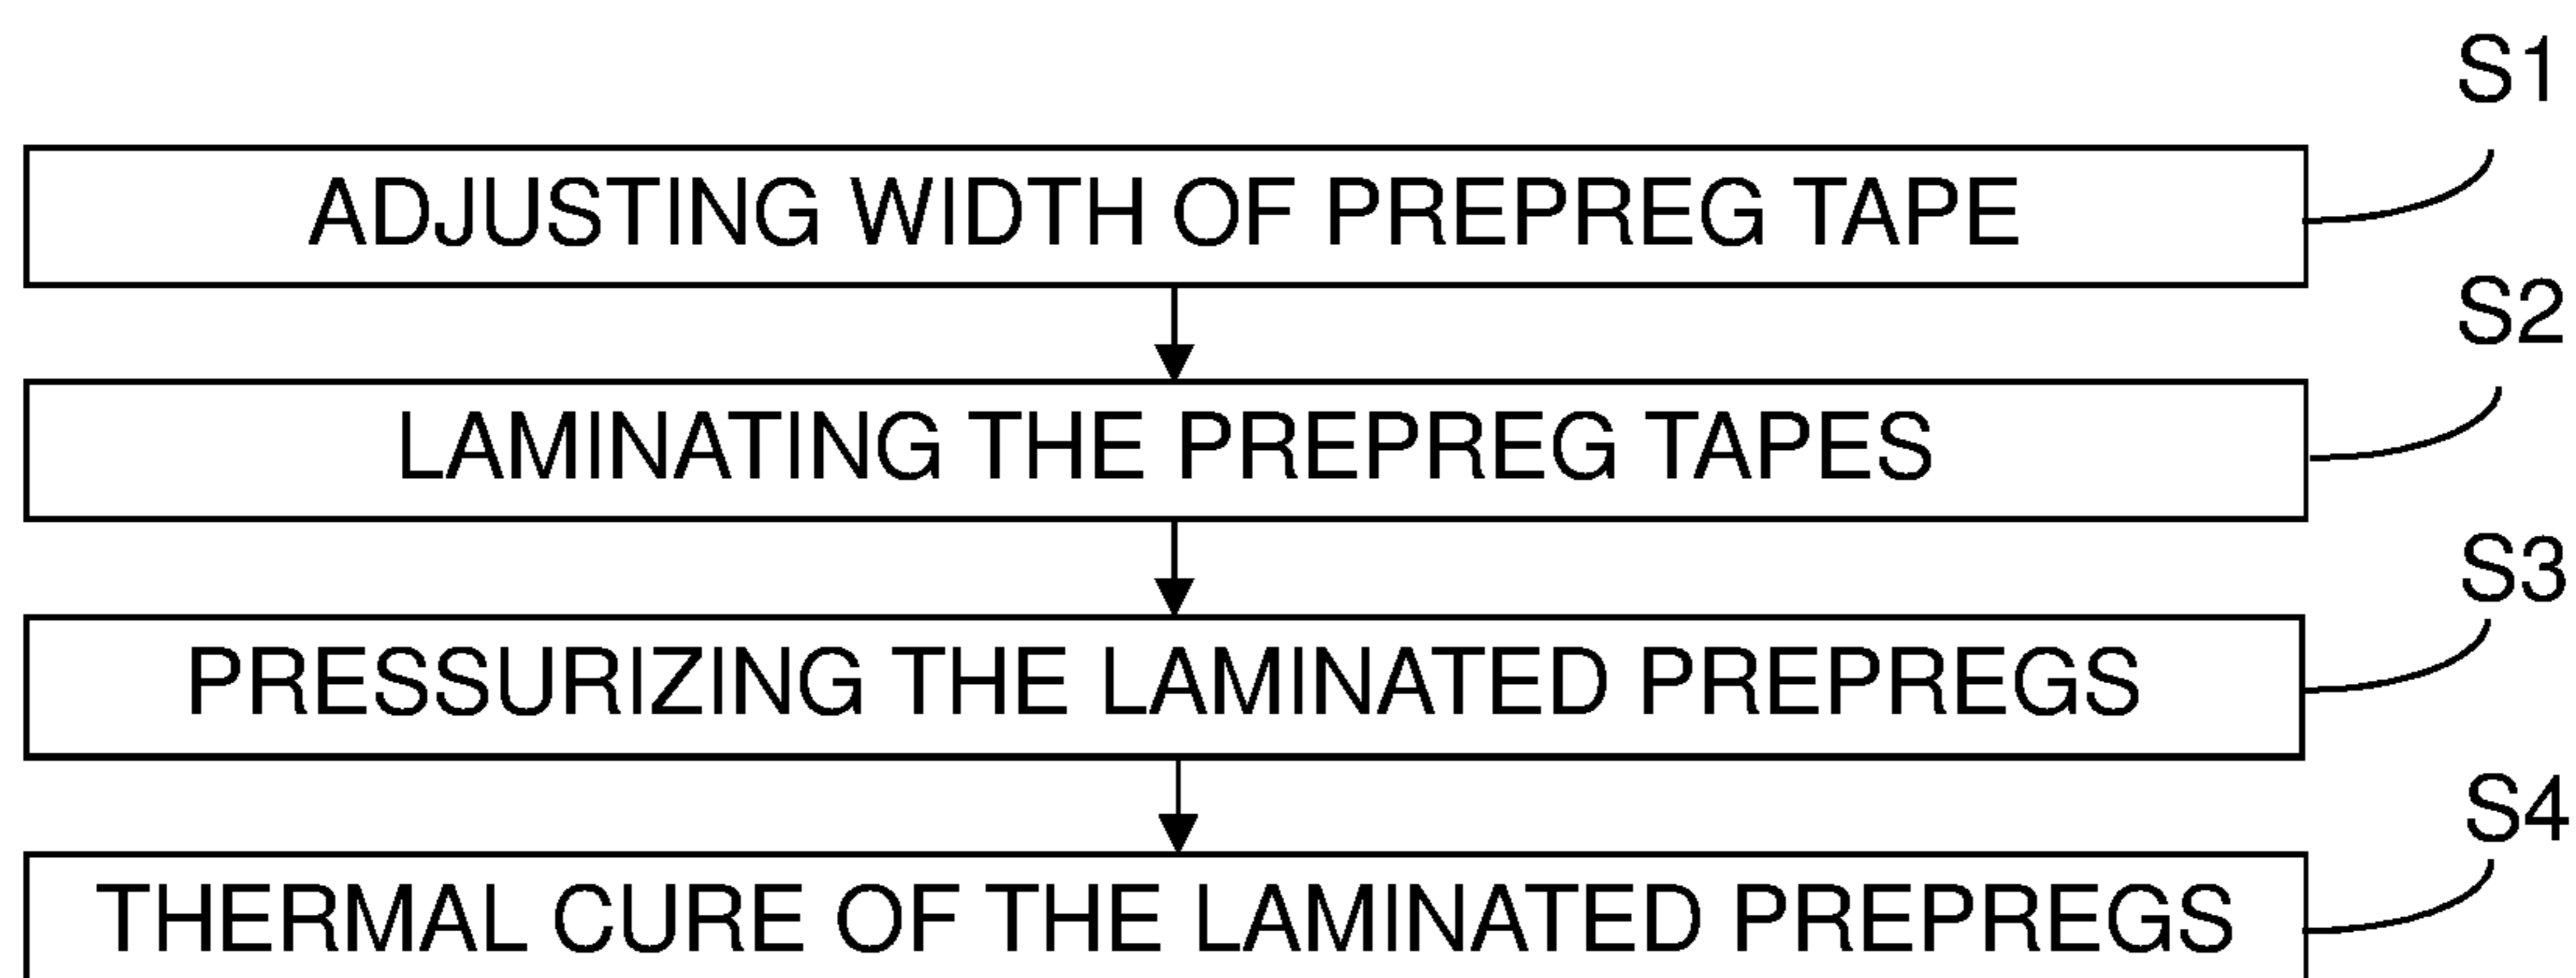 S1
ADJUSTING WIDTH OF PREPREG TAPE
S2
LAMINATING THE PREPREG TAPES
S3
PRESSURIZING THE LAMINATED PREPREGS
S4
THERMAL CURE OF THE LAMINATED PREPREGS